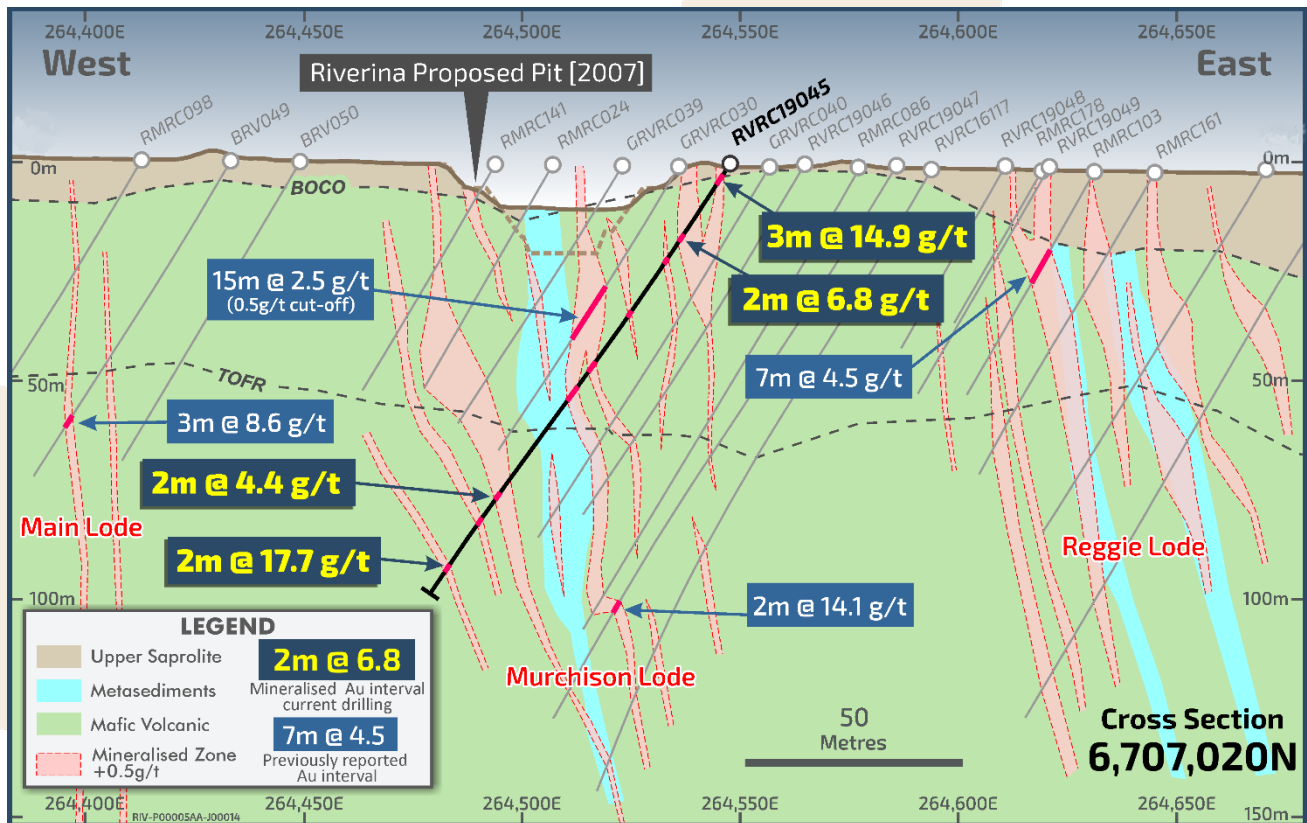 264,400E 264,450E 264,500E 264,550E 264,600E 264,650E
West
East
Riverina Proposed Pit [2007]
RMRC098
BRV049
BRV050
RMRC141
RMRC024
GRVRC039
GRVRC030
RVRC19045
GRVRC040
RVRC19046
RMRC086
RVRC19047
RVRC16117
RVRC19048
RMRC178
RVRC19049
RMRC103
RMRC161
0m
0m
BOCO
3m @ 14.9 g/t
15m @ 2.5 g/t
(0.5g/t cut-off)
2m @ 6.8 g/t
7m @ 4.5 g/t
50m
50m
TOFR
3m @ 8.6 g/t
2m @ 4.4 g/t
Main Lode
Reggie Lode
2m @ 17.7 g/t
100m
100m
2m @ 14.1 g/t
Murchison Lode
LEGEND
Upper Saprolite
Metasediments
Mafic Volcanic
Mineralised Zone
+0.5g/t
2m @ 6.8
Mineralised Au interval
current drilling
7m @ 4.5
Previously reported
Au interval
50
Metres
Cross Section
6,707,020N
264,400E 264,450E 264,500E 264,550E 264,600E 264,650E
150m
RIV-P00005AA-J00014